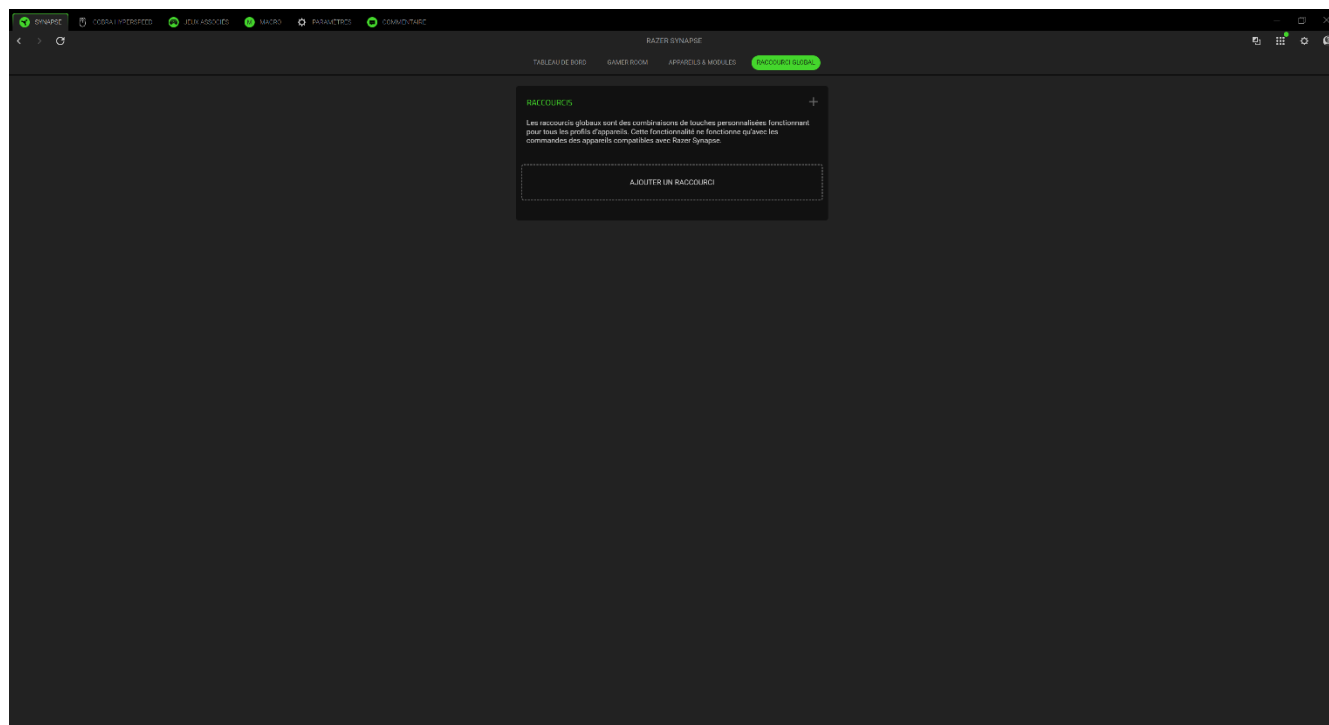 SYNAPSE COBRA HYPERSPEED JEUX ASSOCIÉS MACRO PARAMÈTRES COMMENTAIRE
RAZER SYNAPSE
TABLEAU DE BORD GAMER ROOM APPAREILS & MODULES RACCOURCI GLOBAL
RACCOURCIS
Les raccourcis globaux sont des combinaisons de touches personnalisées fonctionnant
pour tous les profils d'appareils. Cette fonctionnalité ne fonctionne qu'avec les
commandes des appareils compatibles avec Razer Synapse.
AJOUTER UN RACCOURCI